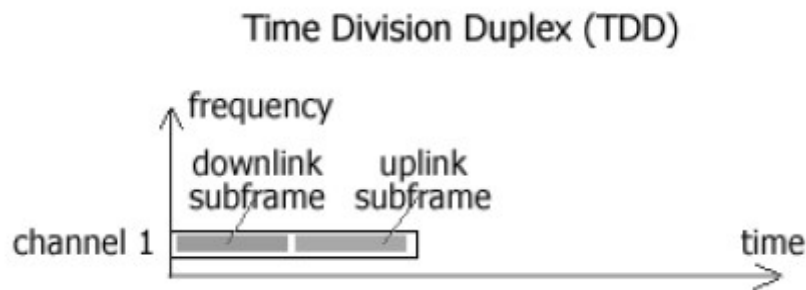 Time Division Duplex (TDD)
frequency
downlink
subframe
uplink
subframe
channel 1
time